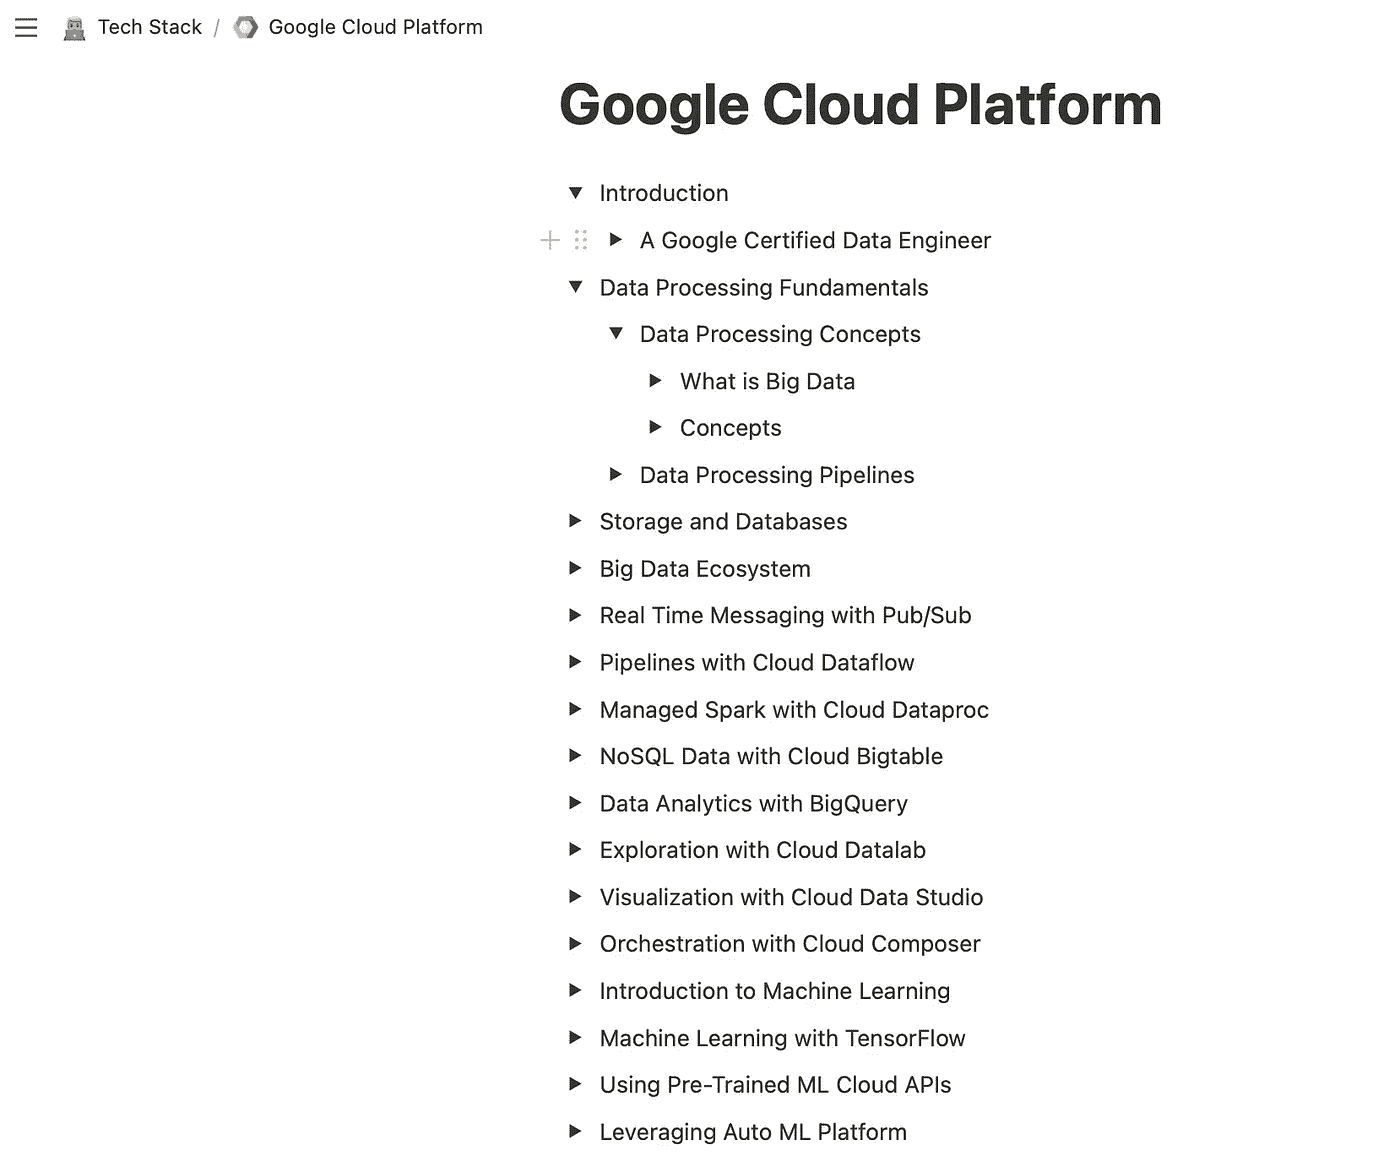 Tech Stack / Google Cloud Platform
Google Cloud Platform
Introduction
A Google Certified Data Engineer
Data Processing Fundamentals
Data Processing Concepts
What is Big Data
Concepts
Data Processing Pipelines
Storage and Databases
Big Data Ecosystem
Real Time Messaging with Pub/Sub
Pipelines with Cloud Dataflow
Managed Spark with Cloud Dataproc
NoSQL Data with Cloud Bigtable
Data Analytics with BigQuery
Exploration with Cloud Datalab
Visualization with Cloud Data Studio
Orchestration with Cloud Composer
Introduction to Machine Learning
Machine Learning with TensorFlow
Using Pre-Trained ML Cloud APIs
Leveraging Auto ML Platform